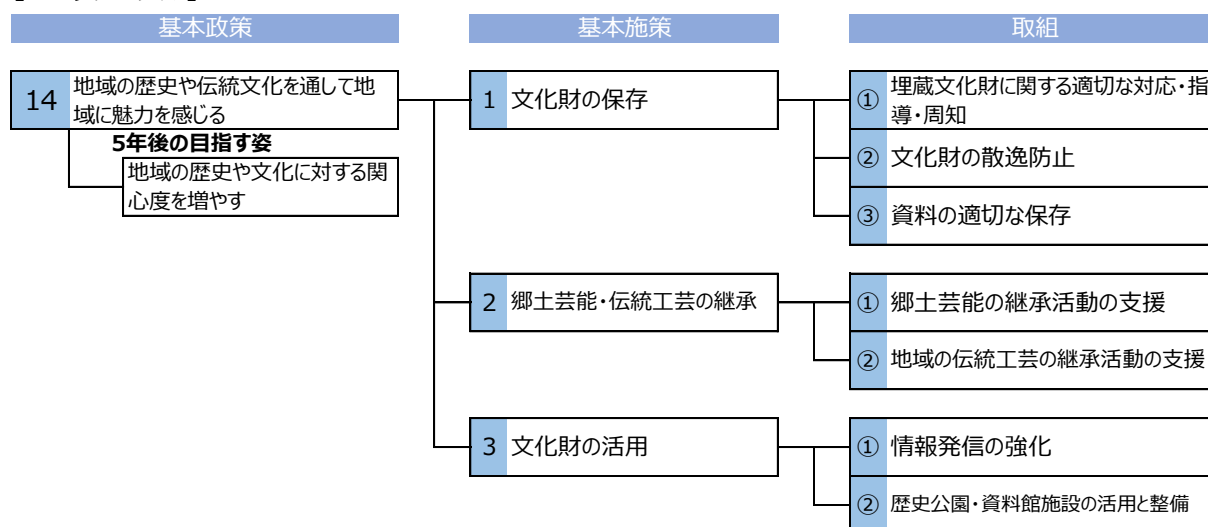 基本政策
基本施策
取組
14
地域の歴史や伝統文化を通して地
域に魅力を感じる
5年後の目指す姿
地域の歴史や文化に対する関
心度を増やす
1 文化財の保存
① 埋蔵文化財に関する適切な対応・指
導・周知
② 文化財の散逸防止
③ 資料の適切な保存
2 郷土芸能・伝統工芸の継承
① 郷土芸能の継承活動の支援
② 地域の伝統工芸の継承活動の支援
3 文化財の活用
① 情報発信の強化
② 歴史公園・資料館施設の活用と整備